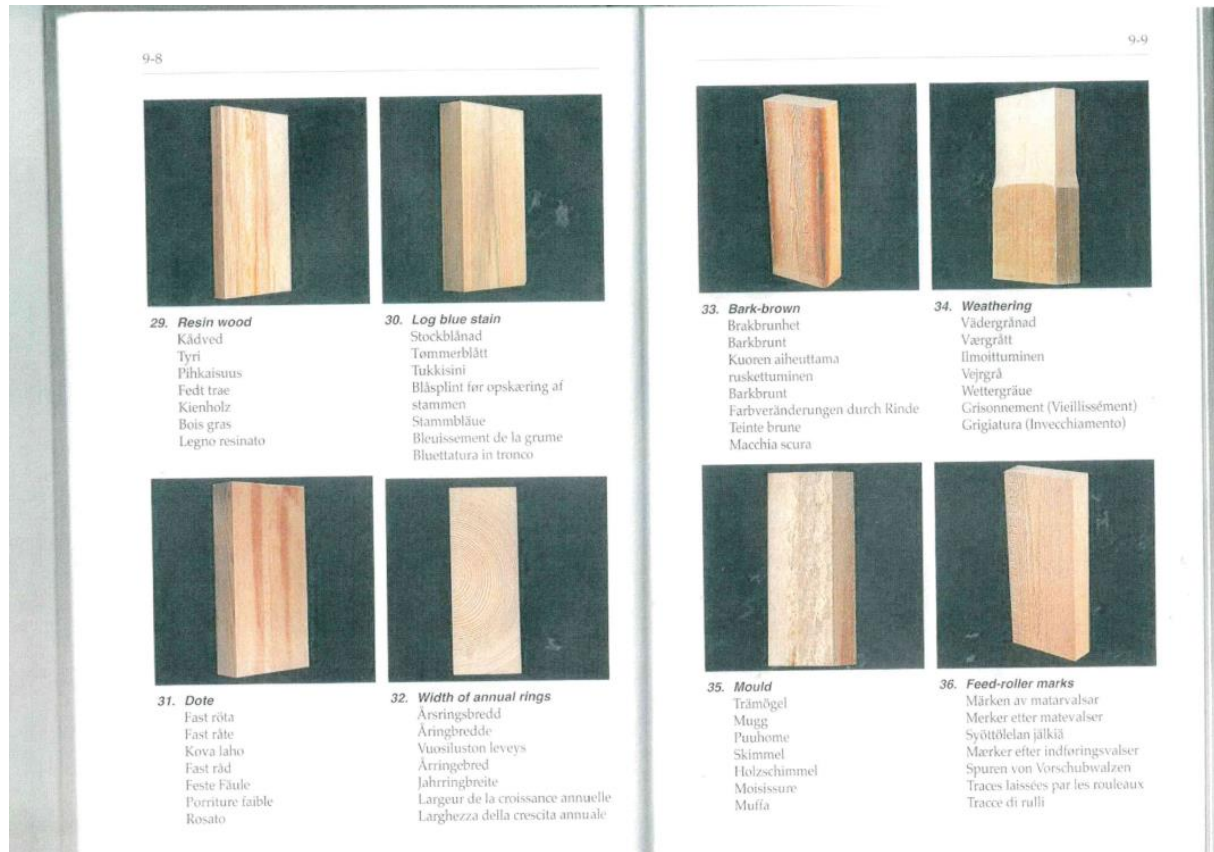 9-8
29. Resin wood
Kådved
Tyri
Pihkaisuus
Fedt trae
Kienholz
Bois gras
Legno resinato
30. Log blue stain
Stockblånad
Tømmerblått
Tukkisini
Blåsplint før opskæring af
stammen
Stammbläue
Bleuissement de la grume
Bluettatura in tronco
31. Dote
Fast röta
Fast råte
Kova laho
Fast råd
Feste Fäule
Porriture faible
Rosato
32. Width of annual rings
Årsringsbredd
Åringbredde
Vuosiluston leveys
Årringebred
Jahrringbreite
Largeur de la croissance annuelle
Larghezza della crescita annuale
9-9
33. Bark-brown
Brakbrunhet
Barkbrunt
Kuoren aiheuttama
ruskettuminen
Barkbrunt
Farbveränderungen durch Rinde
Teinte brune
Macchia scura
34. Weathering
Vädergrånad
Værgrått
Ilmoittuminen
Vejrgrå
Wettergräue
Grisonnement (Vieillissément)
Grigiatura (Invecchiamento)
35. Mould
Trämögel
Mugg
Puuhome
Skimmel
Holzschimmel
Moisissure
Muffa
36. Feed-roller marks
Märken av matarvalsar
Merker etter matevalser
Syöttölelan jälkiä
Mærker efter indføringsvalser
Spuren von Vorschubwalzen
Traces laissées par les rouleaux
Tracce di rulli